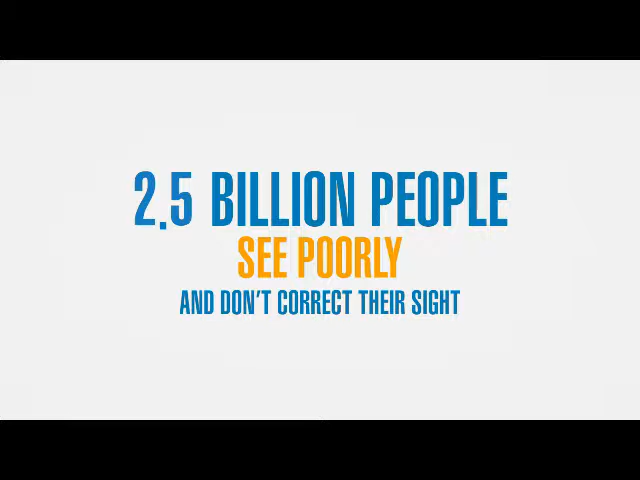 2.5 BILLION PEOPLE
SEE POORLY
AND DON'T CORRECT THEIR SIGHT